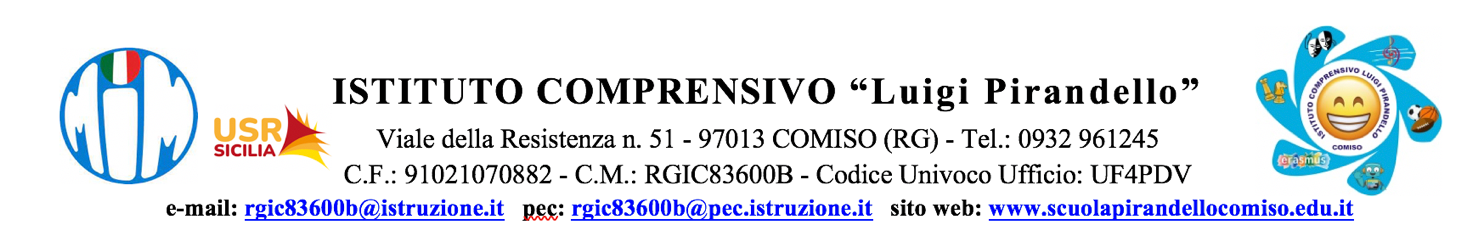 MIM
USR
SICILIA
ISTITUTO COMPRENSIVO “Luigi Pirandello”
Viale della Resistenza n. 51 - 97013 COMISO (RG) - Tel.: 0932 961245
C.F.: 91021070882 - C.M.: RGIC83600B - Codice Univoco Ufficio: UF4PDV
e-mail: rgic83600b@istruzione.it pec: rgic83600b@pec.istruzione.it sito web: www.scuolapirandellocomiso.edu.it
ISTITUTO COMPRENSIVO LUIGI PIRANDELLO
COMISO
erasmus